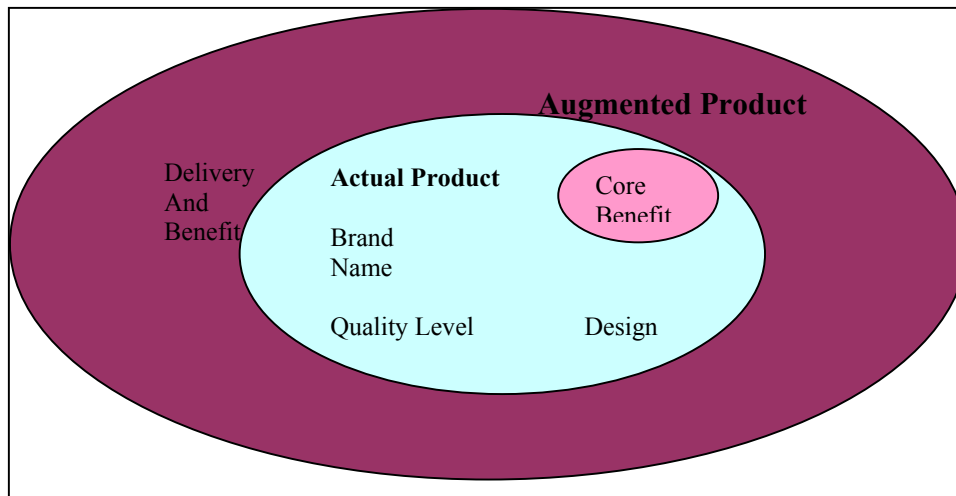 Augmented Product
Delivery
And
Benefit
Actual Product
Core
Benefit
Brand
Name
Quality Level
Design